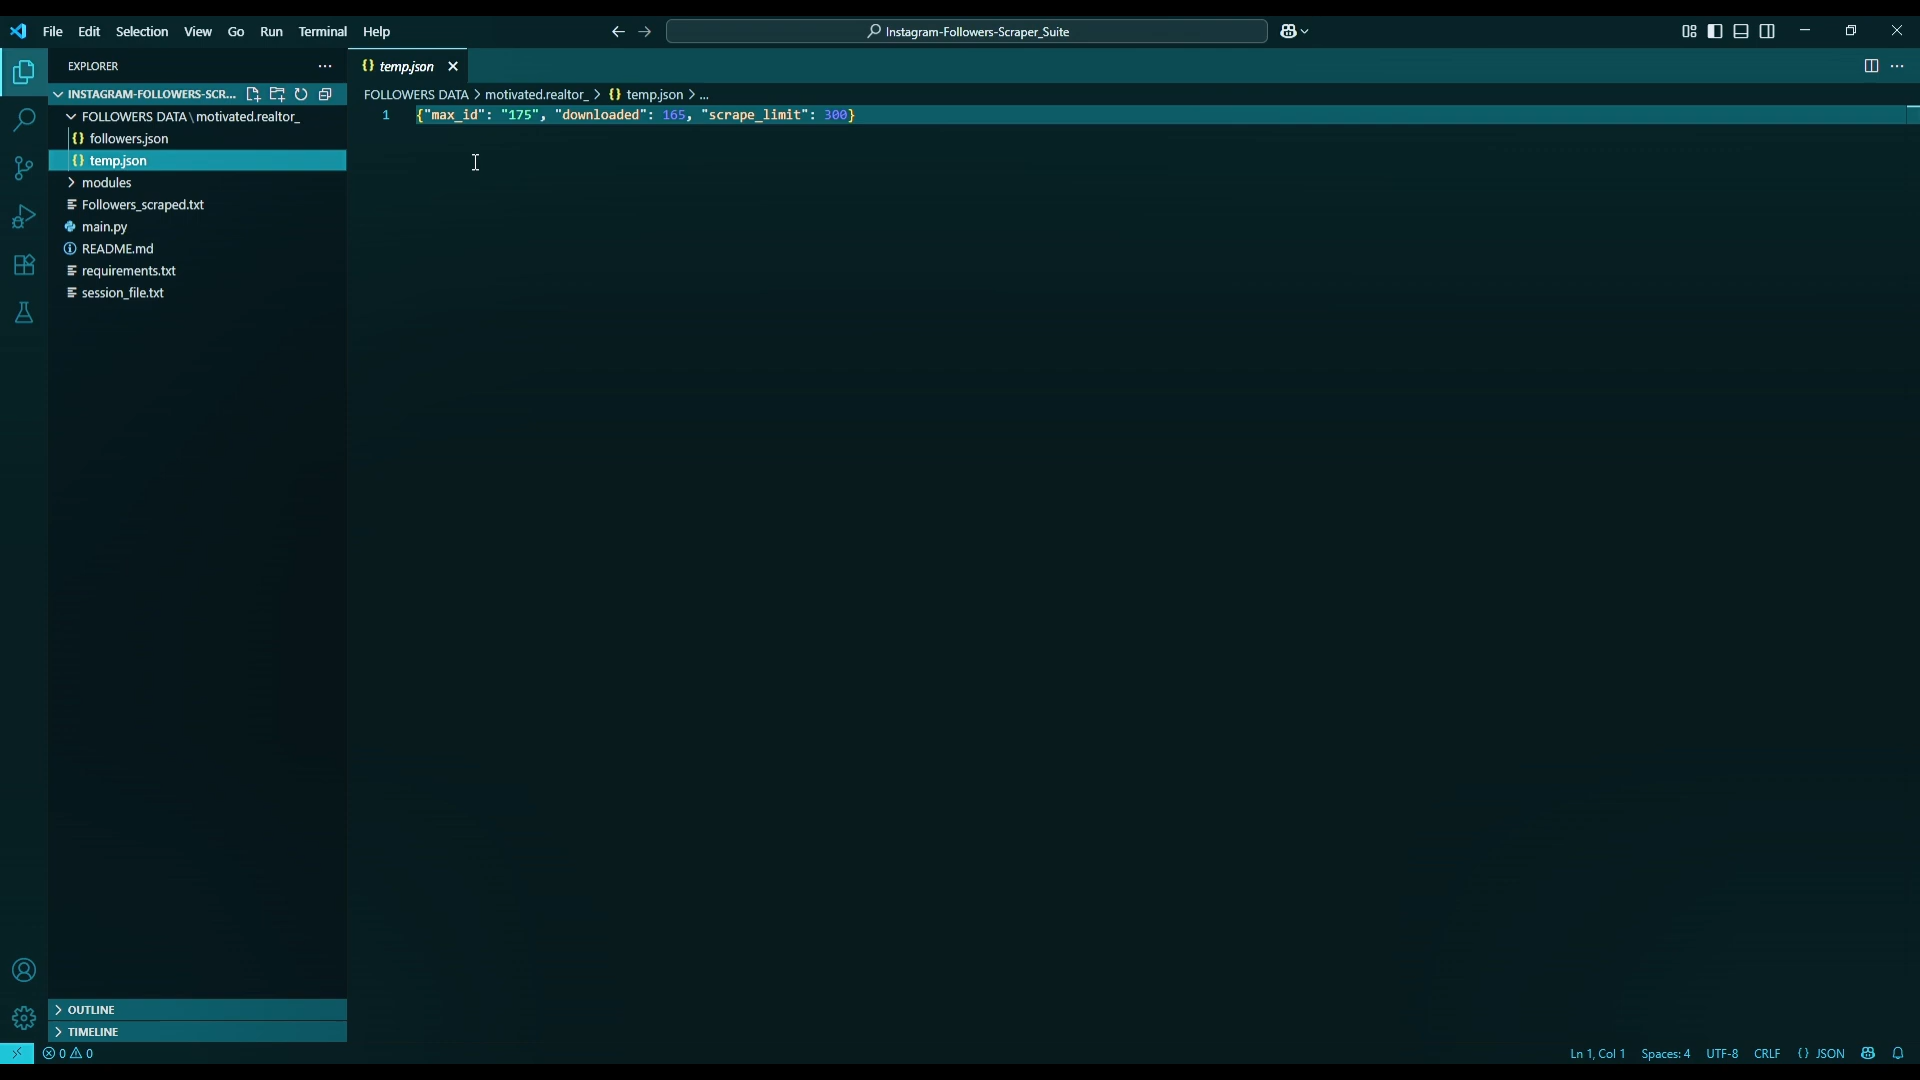 File Edit Selection View Go Run Terminal Help
Instagram-Followers-Scraper_Suite
EXPLORER
INSTAGRAM-FOLLOWERS-SCR...
FOLLOWERS DATA \ motivated.realtor_
followers.json
temp.json
modules
Followers_scraped.txt
main.py
README.md
requirements.txt
session_file.txt
OUTLINE
TIMELINE
temp.json
FOLLOWERS DATA > motivated.realtor_ > {} temp.json > ...
1 {"max_id": "175", "downloaded": 165, "scrape_limit": 300}
0 0
Ln 1, Col 1 Spaces: 4 UTF-8 CRLF {} JSON